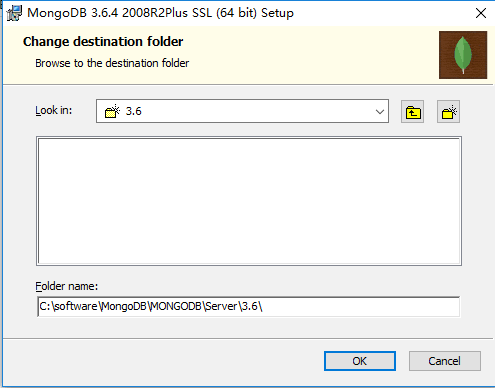 MongoDB 3.6.4 2008R2Plus SSL (64 bit) Setup
Change destination folder
Browse to the destination folder
Look in:
3.6
Folder name:
C:\software\MongoDB\MONGODB\Server\3.6\
OK
Cancel